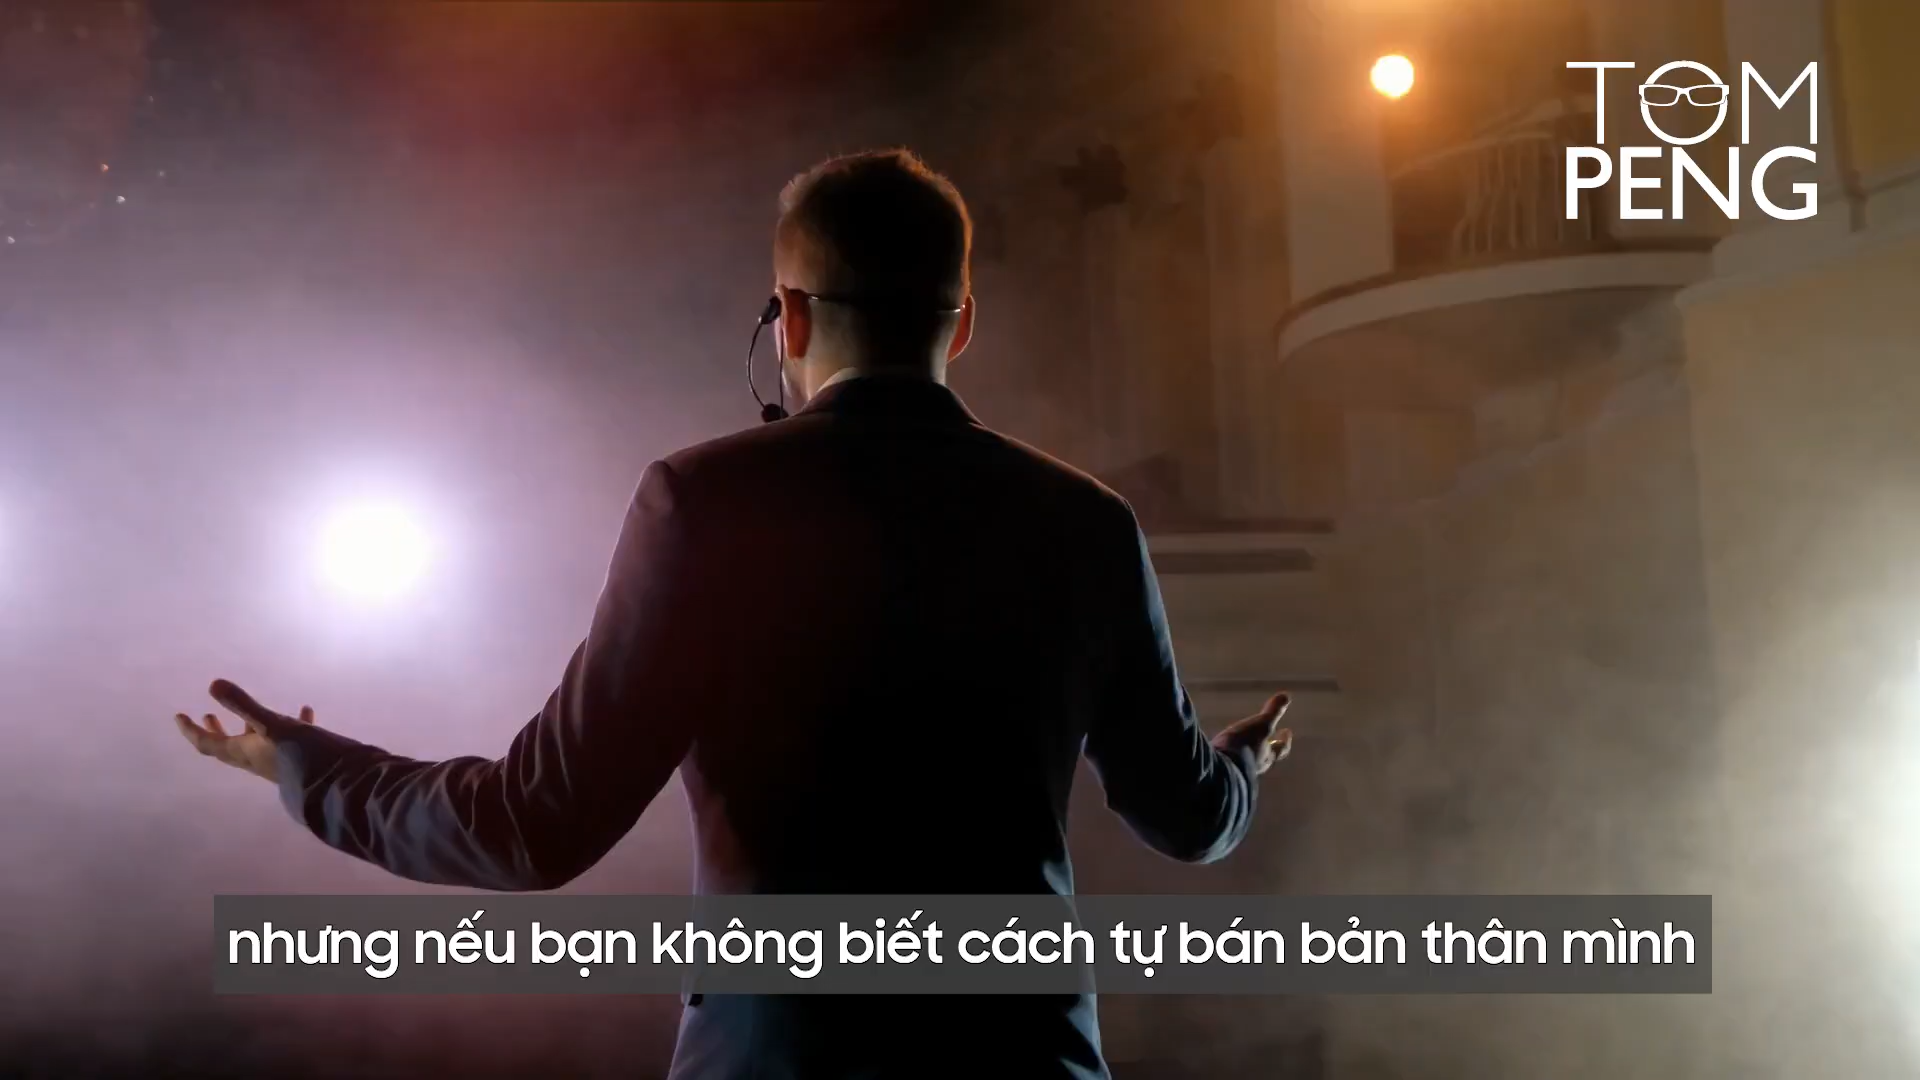 TOM
PENG
nhưng nếu bạn không biết cách tự bán bản thân mình